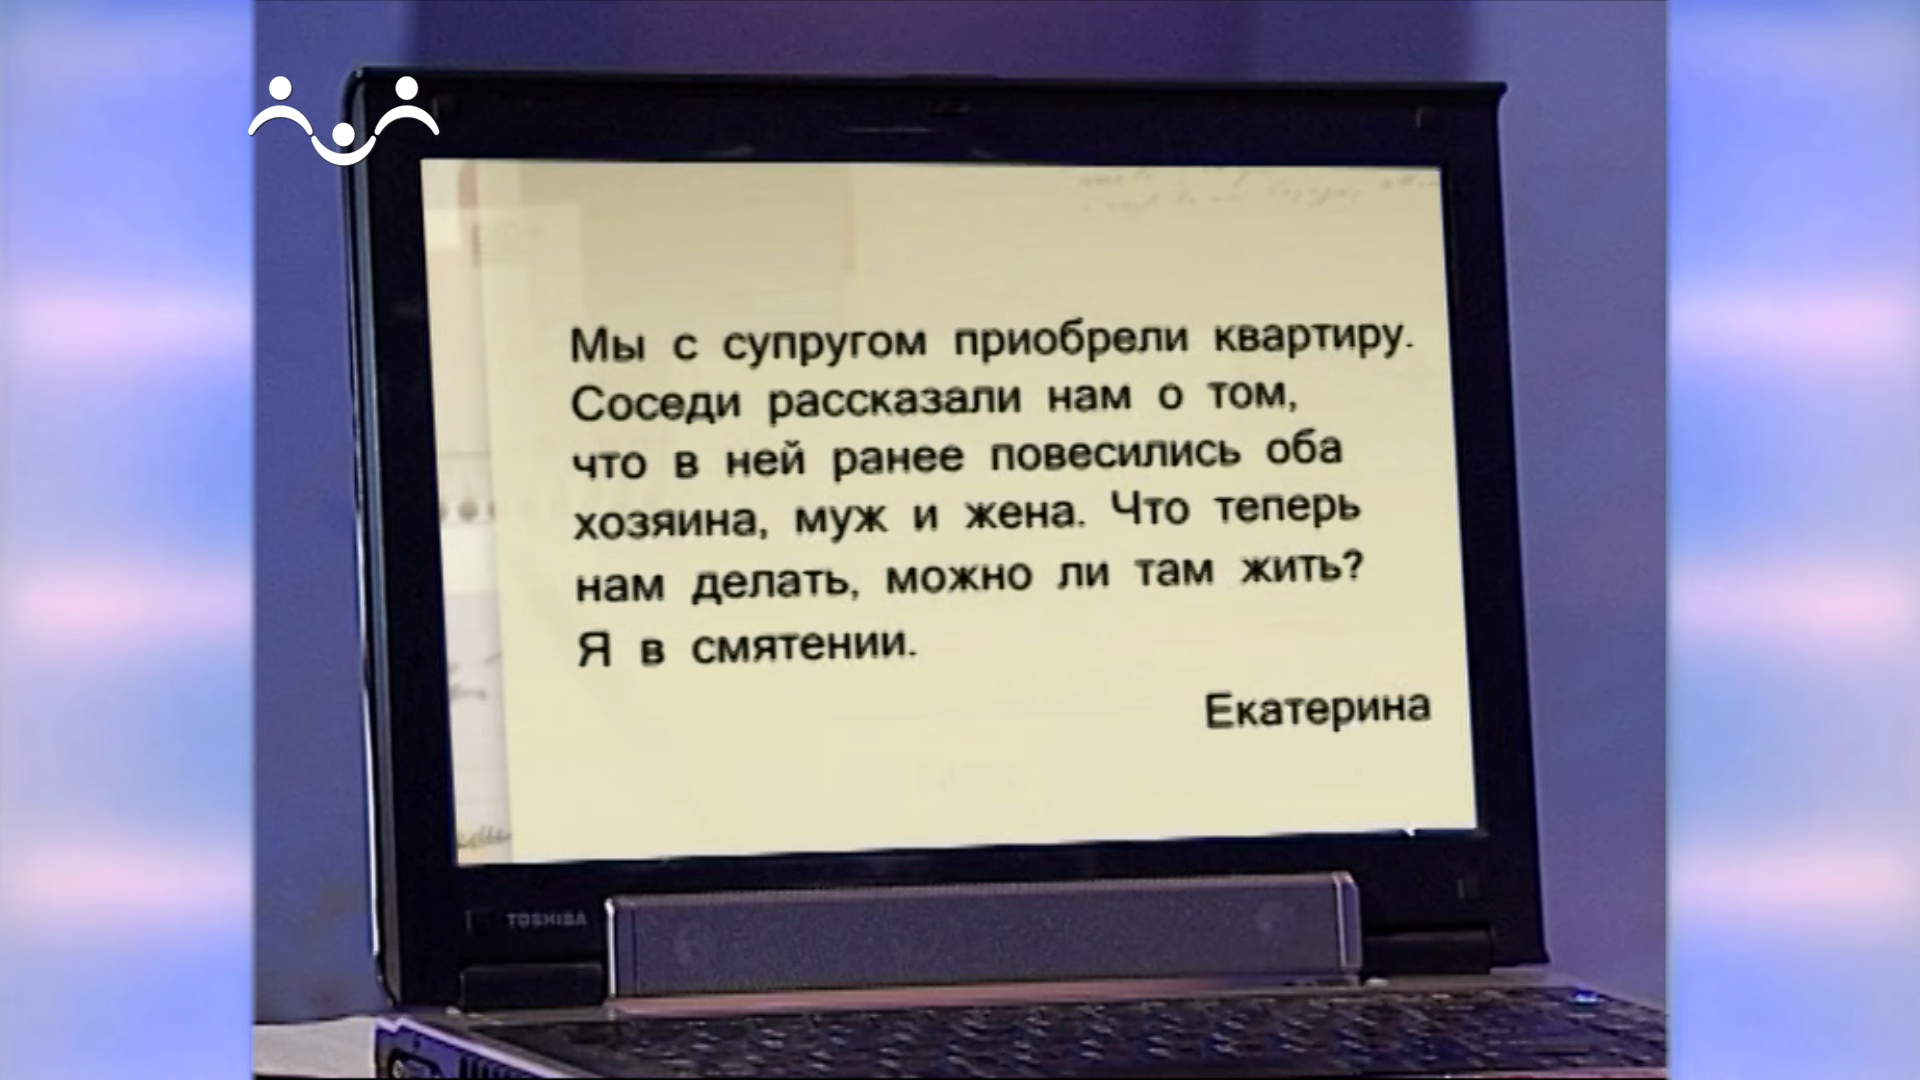 Мы с супругом приобрели квартиру.
Соседи рассказали нам о том,
что в ней ранее повесились оба
хозяина, муж и жена. Что теперь
нам делать, можно ли там жить?
Я в смятении.
Екатерина
TOSHIBA